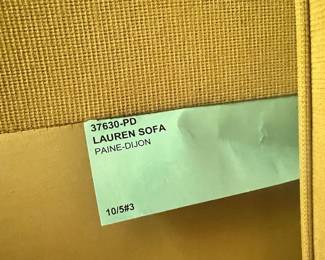 37630-PD
LAUREN SOFA
PAINE-DIJON
10/5#3